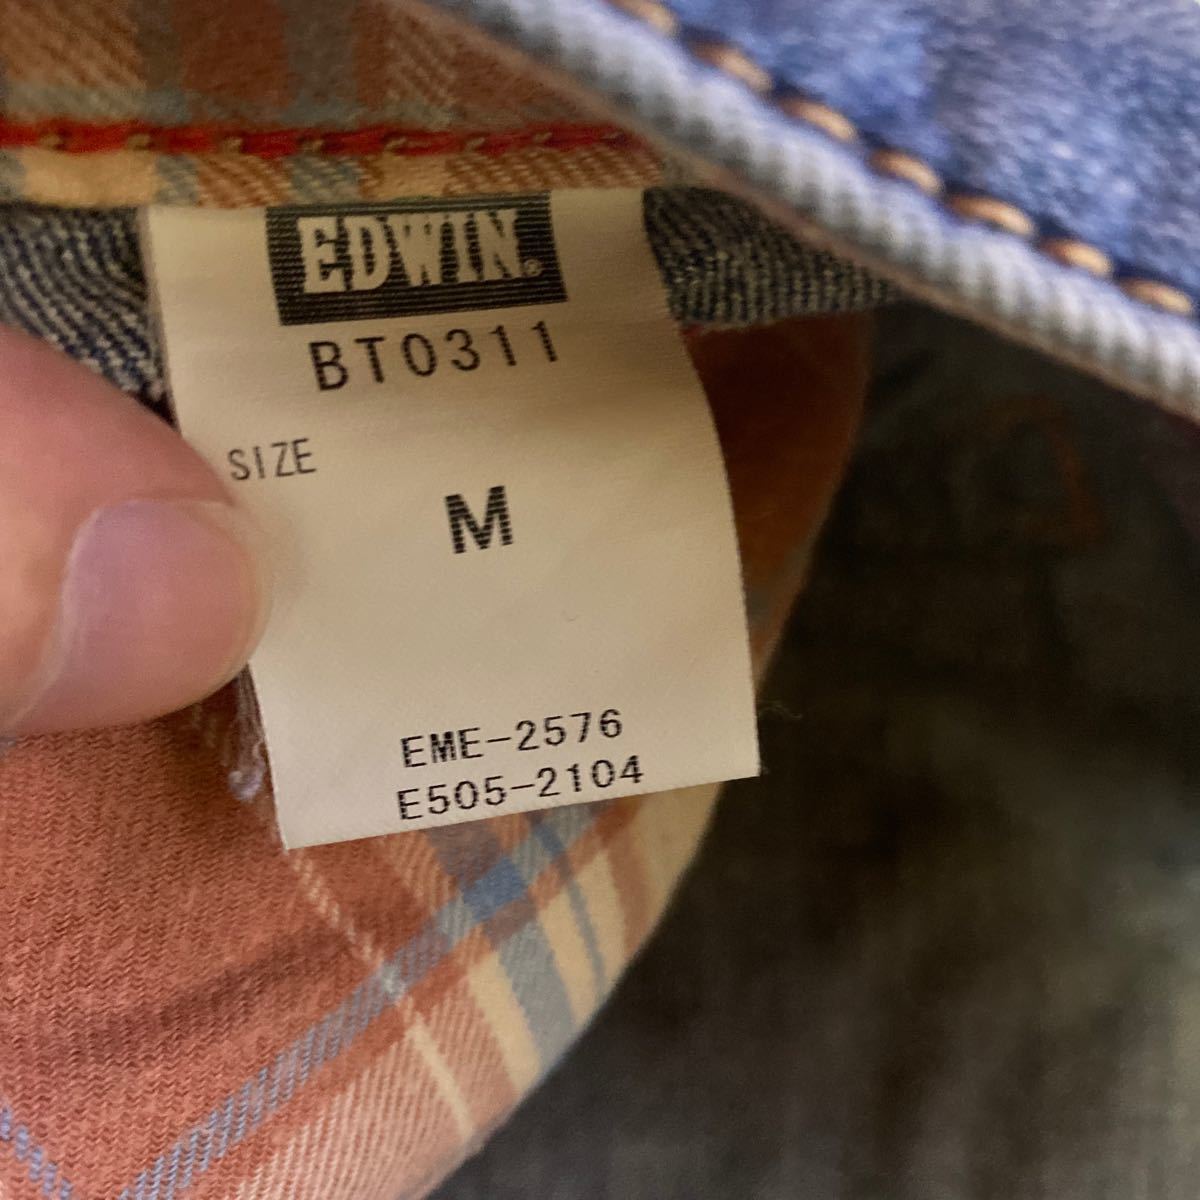 EDWIN.
BT0311
SIZE
M
EME-2576
E505-2104